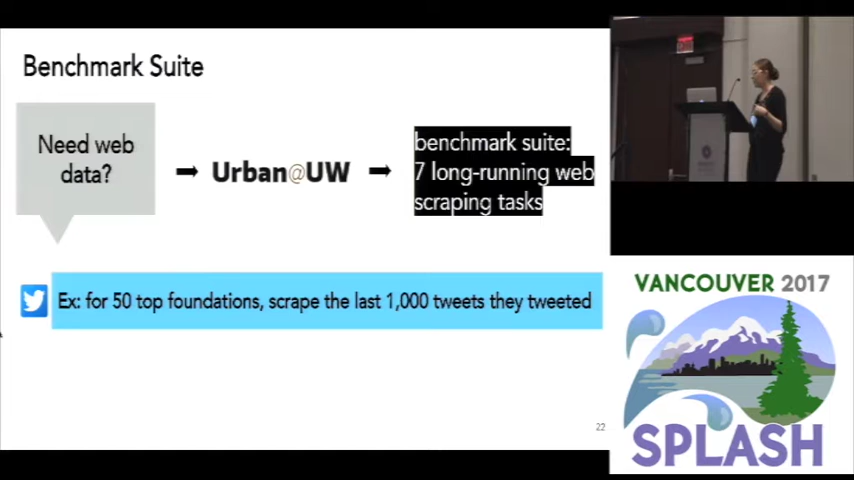 Benchmark Suite
Need web
data?
Urban@UW
benchmark suite:
7 long-running web
scraping tasks
Ex: for 50 top foundations, scrape the last 1,000 tweets they tweeted
22
VANCOUVER 2017
SPLASH